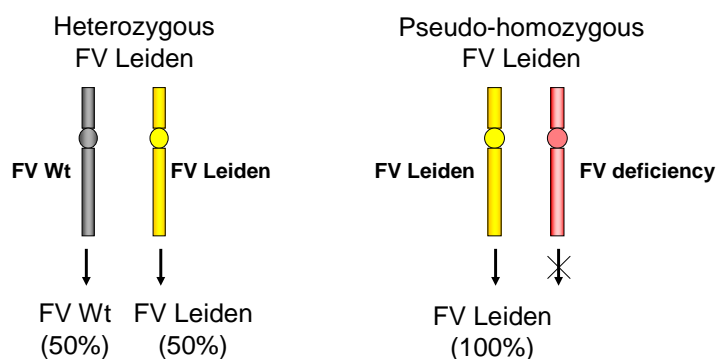 Heterozygous
FV Leiden
FV Wt
FV Leiden
FV Wt
(50%)
FV Leiden
(50%)
Pseudo-homozygous
FV Leiden
FV Leiden
FV deficiency
FV Leiden
(100%)